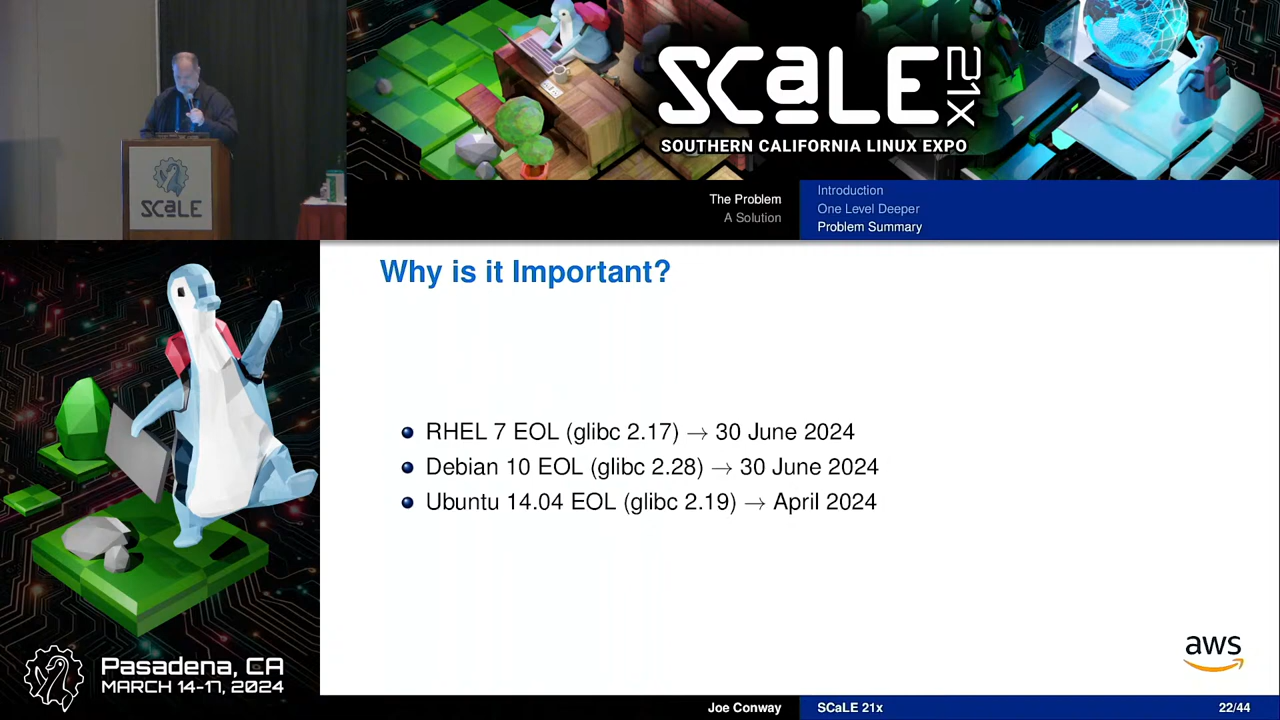 SCaLE 21x
SOUTHERN CALIFORNIA LINUX EXPO
SCaLE
The Problem
A Solution
Introduction
One Level Deeper
Problem Summary
Why is it Important?
RHEL 7 EOL (glibc 2.17) → 30 June 2024
Debian 10 EOL (glibc 2.28) → 30 June 2024
Ubuntu 14.04 EOL (glibc 2.19) → April 2024
aws
Pasadena, CA
MARCH 14-17, 2024
Joe Conway
SCaLE 21x
22/44